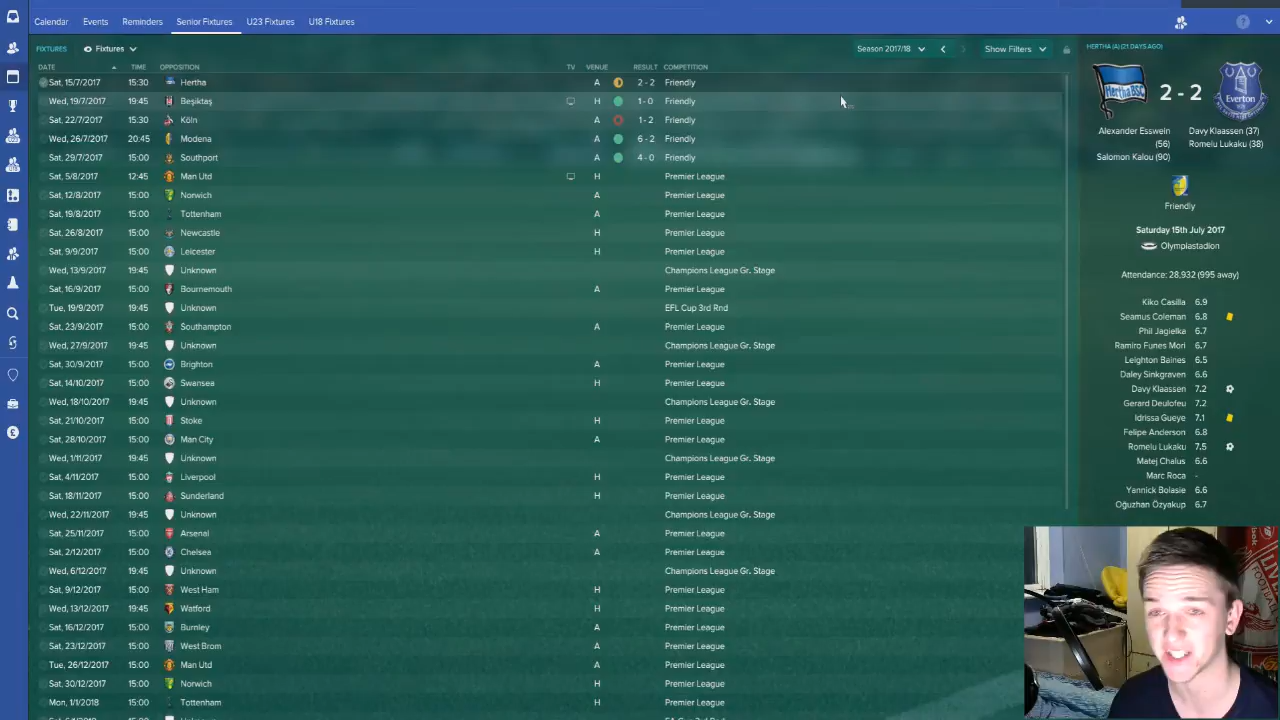 Calendar Events Reminders Senior Fixtures U23 Fixtures U18 Fixtures ?
FIXTURES Fixtures Season 2017/18 Show Filters
DATE TIME OPPOSITION TV VENUE RESULT COMPETITION
Sat, 15/7/2017 15:30 Hertha A 2 - 2 Friendly
Wed, 19/7/2017 19:45 Beşiktaş H 1 - 0 Friendly
Sat, 22/7/2017 15:30 Köln A 1 - 2 Friendly
Wed, 26/7/2017 20:45 Modena A 6 - 2 Friendly
Sat, 29/7/2017 15:00 Southport A 4 - 0 Friendly
Sat, 5/8/2017 12:45 Man Utd H Premier League
Sat, 12/8/2017 15:00 Norwich A Premier League
Sat, 19/8/2017 15:00 Tottenham A Premier League
Sat, 26/8/2017 15:00 Newcastle H Premier League
Sat, 9/9/2017 15:00 Leicester H Premier League
Wed, 13/9/2017 19:45 Unknown Champions League Gr. Stage
Sat, 16/9/2017 15:00 Bournemouth A Premier League
Tue, 19/9/2017 19:45 Unknown EFL Cup 3rd Rnd
Sat, 23/9/2017 15:00 Southampton A Premier League
Wed, 27/9/2017 19:45 Unknown Champions League Gr. Stage
Sat, 30/9/2017 15:00 Brighton A Premier League
Sat, 14/10/2017 15:00 Swansea H Premier League
Wed, 18/10/2017 19:45 Unknown Champions League Gr. Stage
Sat, 21/10/2017 15:00 Stoke H Premier League
Sat, 28/10/2017 15:00 Man City A Premier League
Wed, 1/11/2017 19:45 Unknown Champions League Gr. Stage
Sat, 4/11/2017 15:00 Liverpool H Premier League
Sat, 18/11/2017 15:00 Sunderland H Premier League
Wed, 22/11/2017 19:45 Unknown Champions League Gr. Stage
Sat, 25/11/2017 15:00 Arsenal A Premier League
Sat, 2/12/2017 15:00 Chelsea A Premier League
Wed, 6/12/2017 19:45 Unknown Champions League Gr. Stage
Sat, 9/12/2017 15:00 West Ham H Premier League
Wed, 13/12/2017 19:45 Watford H Premier League
Sat, 16/12/2017 15:00 Burnley A Premier League
Sat, 23/12/2017 15:00 West Brom A Premier League
Tue, 26/12/2017 15:00 Man Utd A Premier League
Sat, 30/12/2017 15:00 Norwich H Premier League
Mon, 1/1/2018 15:00 Tottenham H Premier League
HERTHA (A) (21 DAYS AGO)
Hertha BSC 2 - 2 Everton
Alexander Esswein Davy Klaassen (37)
(56) Romelu Lukaku (38)
Salomon Kalou (90)
Friendly
Saturday 15th July 2017
Olympiastadion
Attendance: 28,932 (995 away)
Kiko Casilla 6.9
Seamus Coleman 6.8
Phil Jagielka 6.7
Ramiro Funes Mori 6.7
Leighton Baines 6.5
Daley Sinkgraven 6.6
Davy Klaassen 7.2
Gerard Deulofeu 7.2
Idrissa Gueye 7.1
Felipe Anderson 6.8
Romelu Lukaku 7.5
Matej Chalus 6.6
Marc Roca -
Yannick Bolasie 6.6
Oğuzhan Özyakup 6.7